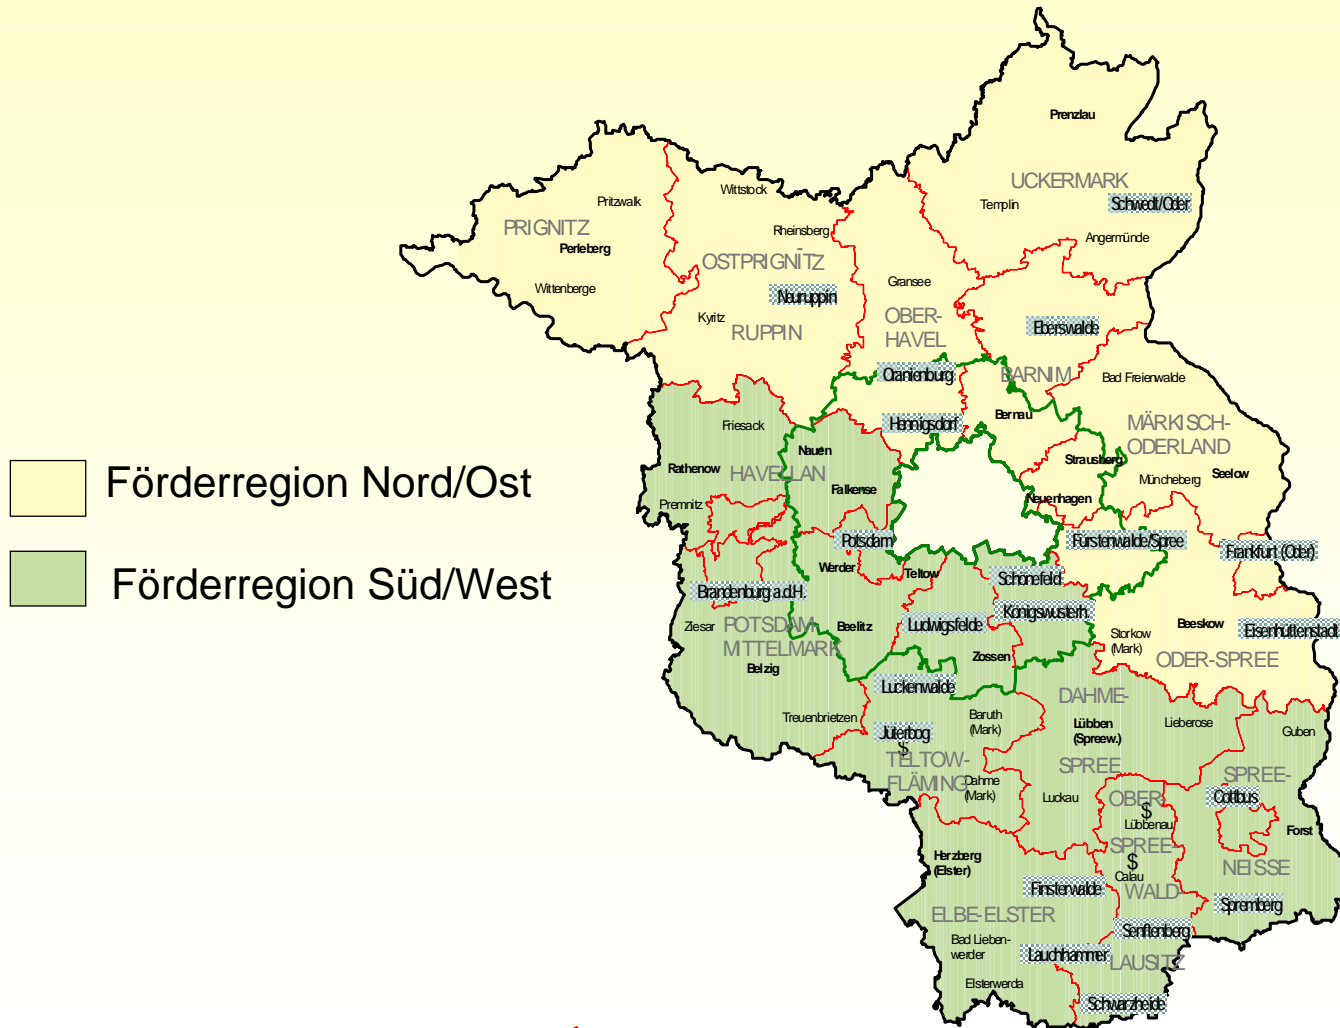 Prenzlau
UCKERMARK
Templin
Schwedt/Oder
Angermünde
Wittstock
Pritzwalk
PRIGNITZ
Perleberg
Wittenberge
Rheinsberg
OSTPRIGNITZ
Neuruppin
Kyritz
RUPPIN
Gransee
OBER-
HAVEL
Eberswalde
Oranienburg
BARNIM
Bad Freienwalde
Hennigsdorf
Bernau
MÄRKISCH-
ODERLAND
Friesack
Nauen
Strausberg
Rathenow
HAVELLAN
Seelow
Müncheberg
Förderregion Nord/Ost
Falkense
Neuenhagen
Premnitz
Potsdam
Fürstenwalde/Spree
Frankfurt (Oder)
Förderregion Süd/West
Werder
Teltow
Schönefeld
Brandenburg a.d.H.
Königswusterh.
Ziesar
POTSDAM-
MITTELMARK
Beelitz
Ludwigsfelde
Beeskow
Eisenhüttenstadt
Storkow
(Mark)
ODER-SPREE
Belzig
Zossen
Luckenwalde
DAHME-
Treuenbrietzen
Baruth
(Mark)
Lübben
(Spreew.)
Lieberose
Guben
Jüterbog
$
TELTOW-
FLÄMING
SPREE
SPREE-
Dahme
(Mark)
Luckau
OBER-
$
Lübbenau
Cottbus
Forst
SPREE-
$
Calau
NEISSE
Herzberg
(Elster)
Finsterwalde
WALD-
Spremberg
ELBE-ELSTER
Senftenberg
Bad Lieben-
werder
Lauchhammer
LAUSITZ
Elsterwerda
Schwarzheide